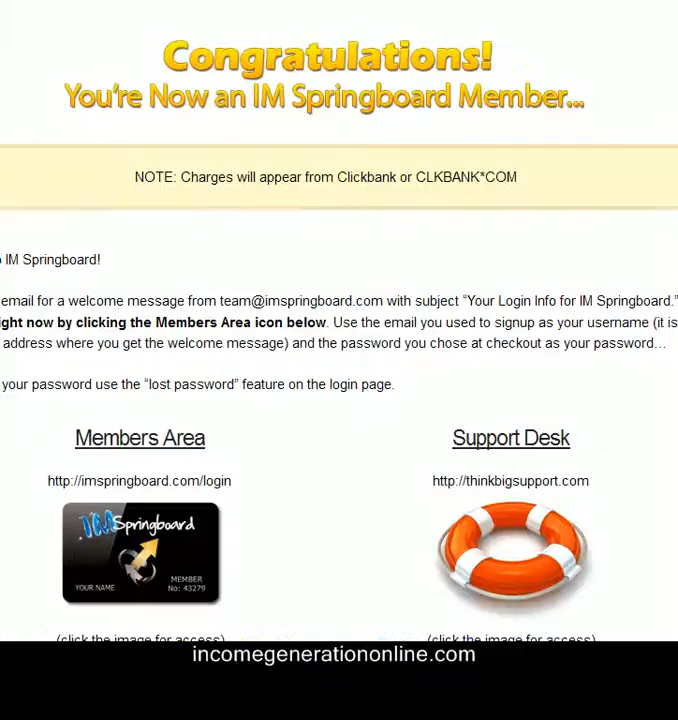 Congratulations!
You're Now an IM Springboard Member...
NOTE: Charges will appear from Clickbank or CLKBANK*COM
IM Springboard!
email for a welcome message from team@imspringboard.com with subject “Your Login Info for IM Springboard.”
ight now by clicking the Members Area icon below. Use the email you used to signup as your username (it is
address where you get the welcome message) and the password you chose at checkout as your password…
your password use the “lost password” feature on the login page.
Members Area
Support Desk
http://imspringboard.com/login
http://thinkbigsupport.com
IMSpringboard
YOUR NAME
MEMBER
No: 43279
(click the image for access)
(click the image for access)
incomegenerationonline.com